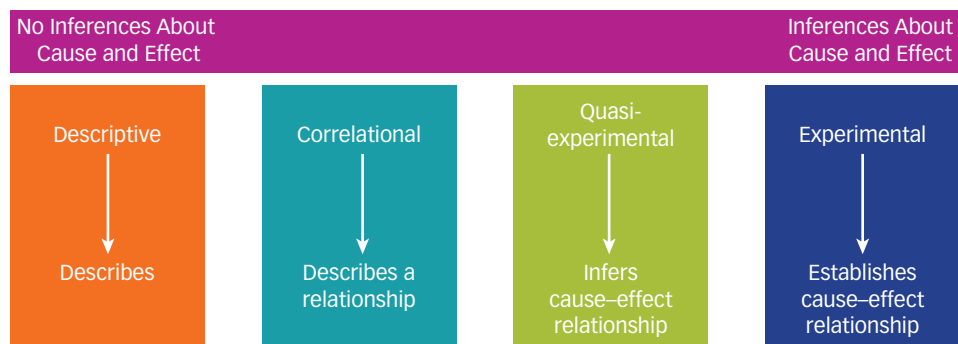 No Inferences About
Cause and Effect
Inferences About
Cause and Effect
Descriptive
Describes
Correlational
Describes a
relationship
Quasi-
experimental
Infers
cause–effect
relationship
Experimental
Establishes
cause–effect
relationship